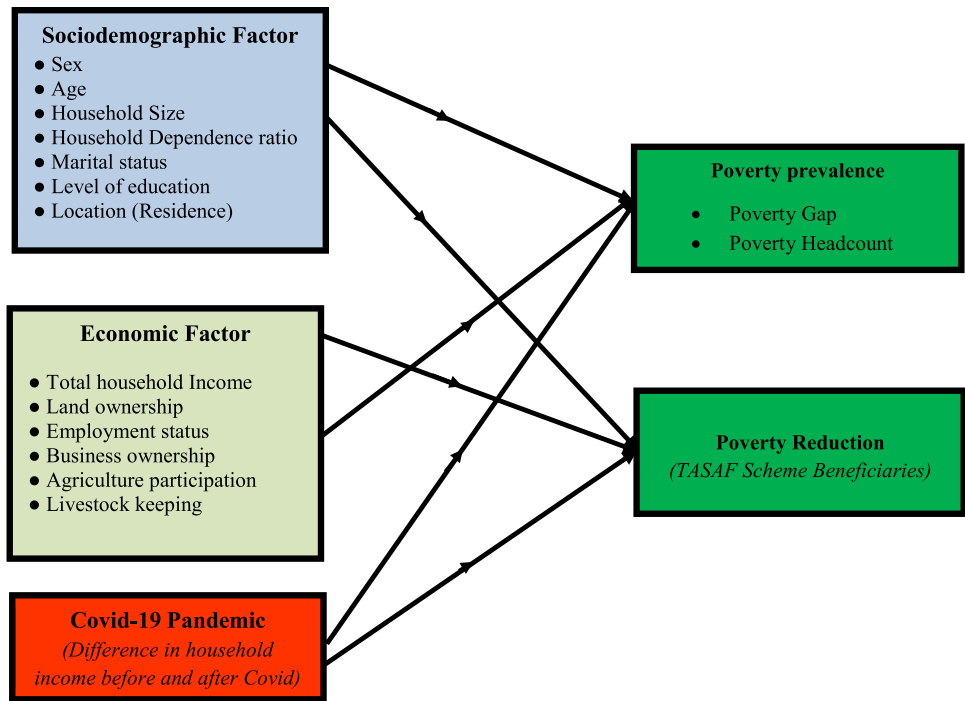 Sociodemographic Factor
● Sex
● Age
● Household Size
● Household Dependence ratio
● Marital status
● Level of education
● Location (Residence)
Economic Factor
● Total household Income
● Land ownership
● Employment status
● Business ownership
● Agriculture participation
● Livestock keeping
Covid-19 Pandemic
(Difference in household
income before and after Covid)
Poverty prevalence
• Poverty Gap
• Poverty Headcount
Poverty Reduction
(TASAF Scheme Beneficiaries)